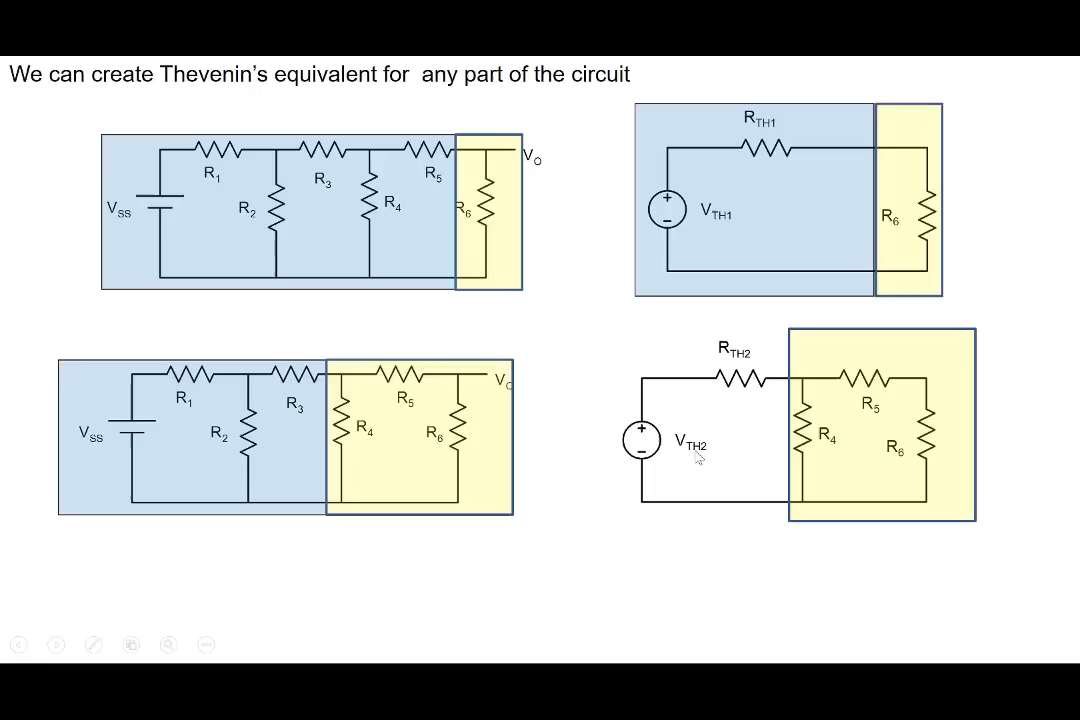 We can create Thevenin's equivalent for any part of the circuit
R1
R3
R5
VO
VSS
R2
R4
R6
RTH1
VTH1
R6
R1
R3
R5
VO
VSS
R2
R4
R6
RTH2
VTH2
R5
R4
R6